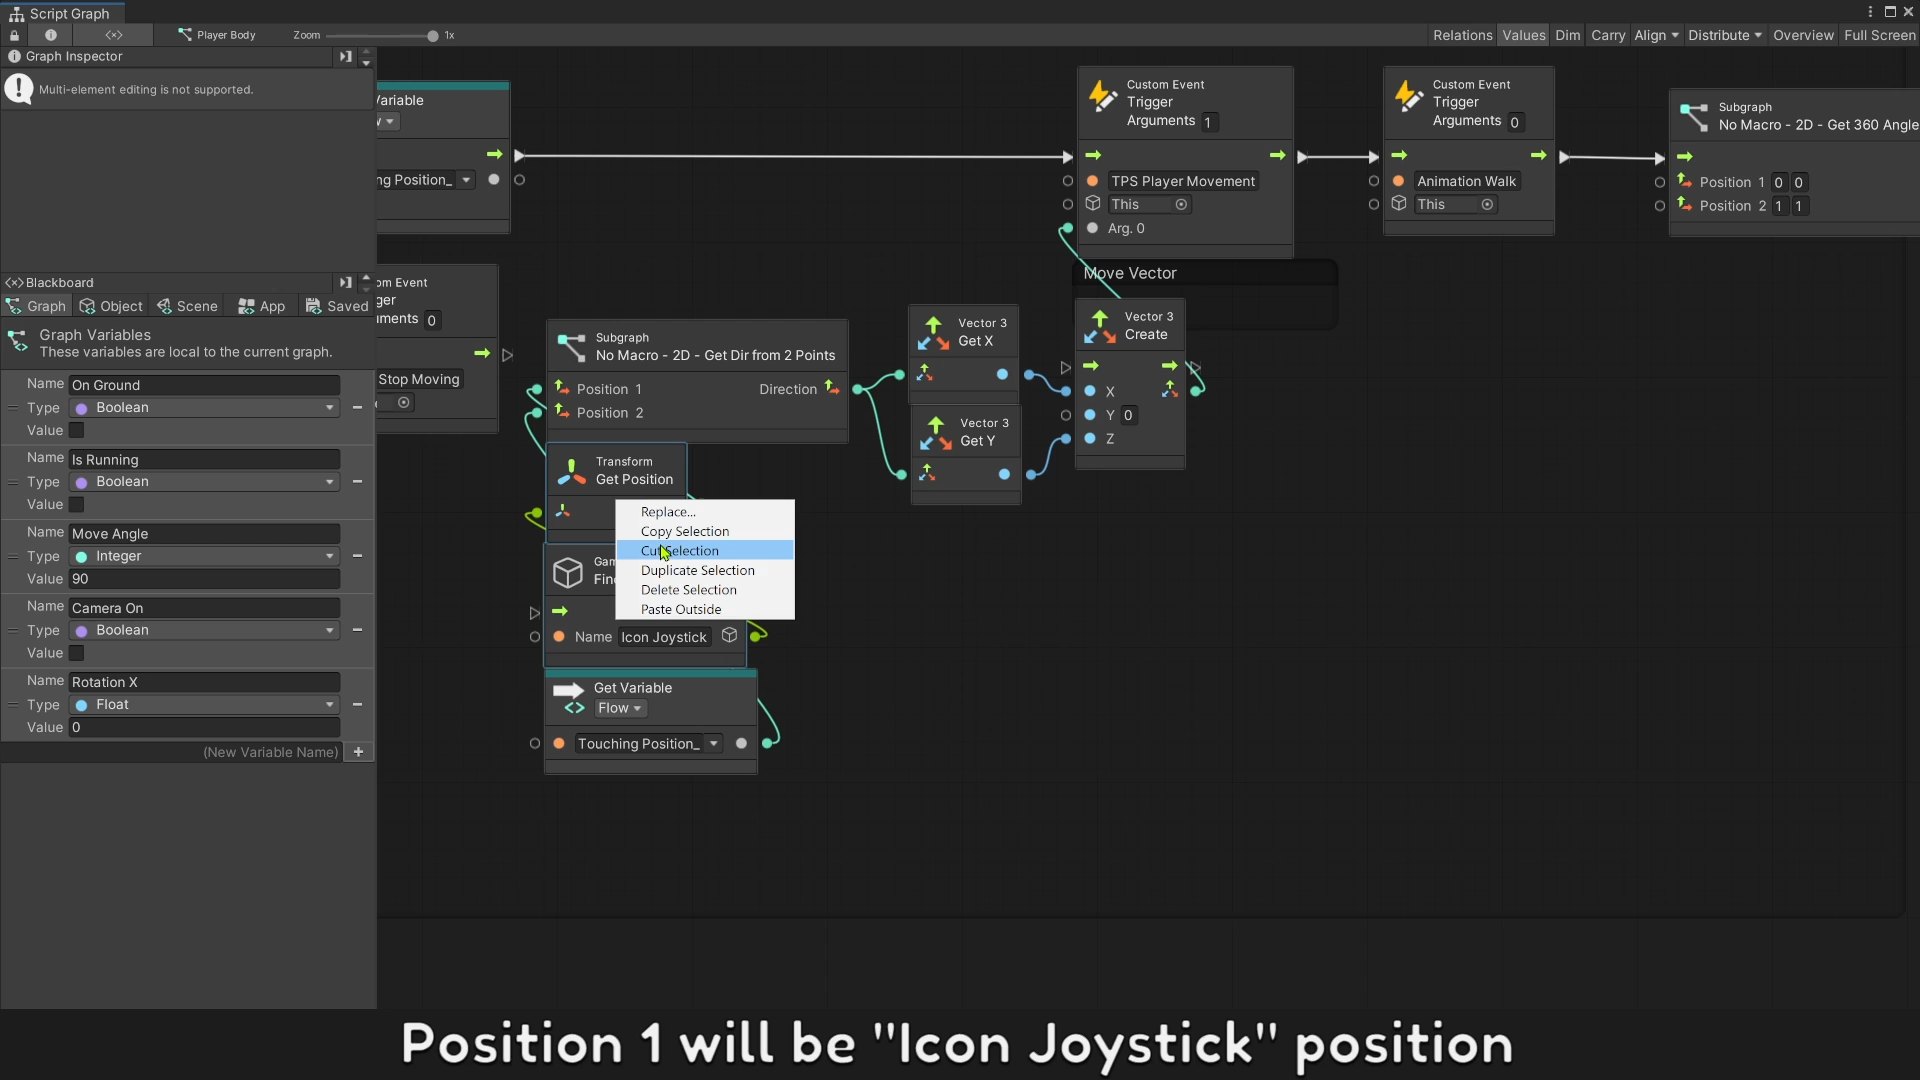 Script Graph
Player Body Zoom 1x Relations Values Dim Carry Align Distribute Overview Full Screen
Graph Inspector
Multi-element editing is not supported.
Blackboard
Graph Object Scene App Saved
Graph Variables
These variables are local to the current graph.
Name On Ground
Type Boolean
Value
Name Is Running
Type Boolean
Value
Name Move Angle
Type Integer
Value 90
Name Camera On
Type Boolean
Value
Name Rotation X
Type Float
Value 0
(New Variable Name) +
Variable
ng Position_
om Event
ger
ments 0
Stop Moving
Subgraph
No Macro - 2D - Get Dir from 2 Points
Position 1 Direction
Position 2
Transform
Get Position
Gam
Find
Name Icon Joystick
Get Variable
Flow
Touching Position_
Replace...
Copy Selection
Cut Selection
Duplicate Selection
Delete Selection
Paste Outside
Vector 3
Get X
Vector 3
Get Y
Custom Event
Trigger
Arguments 1
TPS Player Movement
This
Arg. 0
Move Vector
Vector 3
Create
X
Y 0
Z
Custom Event
Trigger
Arguments 0
Animation Walk
This
Subgraph
No Macro - 2D - Get 360 Angle
Position 1 0 0
Position 2 1 1
Position 1 will be "Icon Joystick" position